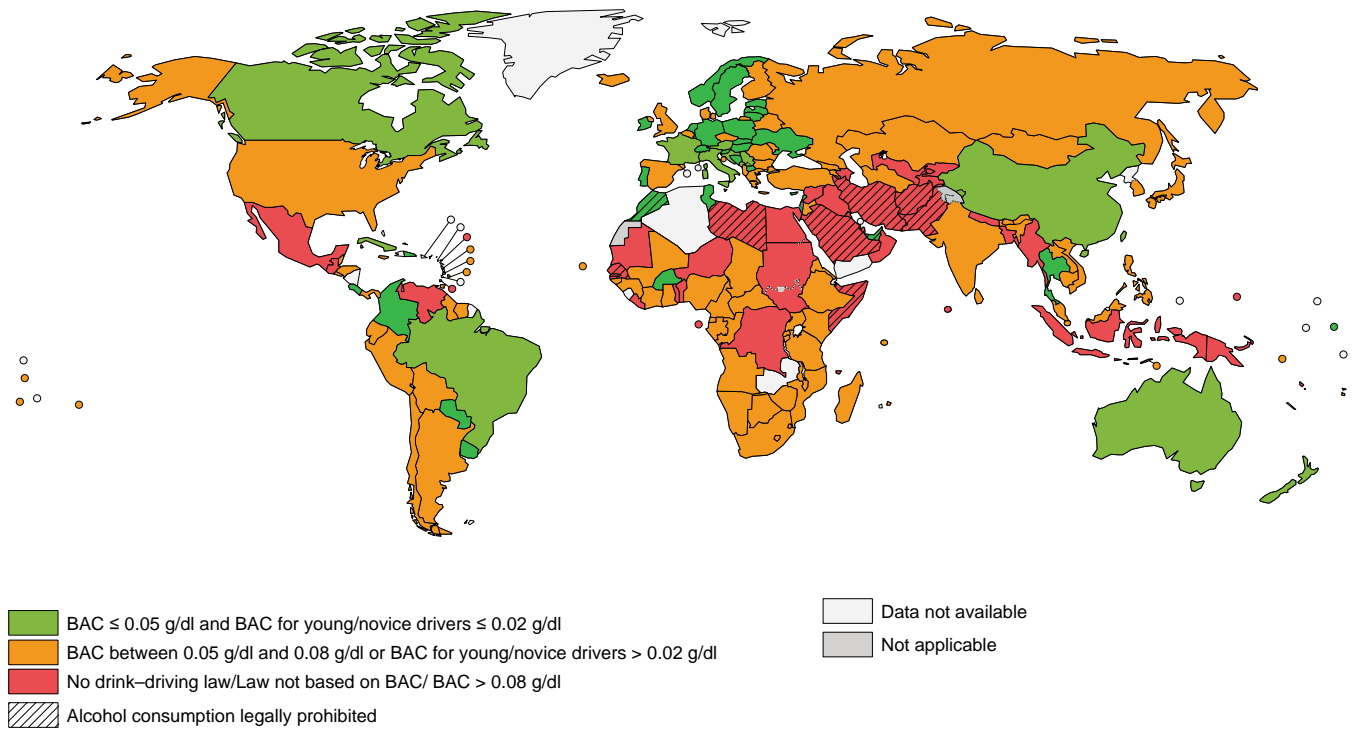 BAC ≤ 0.05 g/dl and BAC for young/novice drivers ≤ 0.02 g/dl
BAC between 0.05 g/dl and 0.08 g/dl or BAC for young/novice drivers > 0.02 g/dl
No drink–driving law/Law not based on BAC/ BAC > 0.08 g/dl
Alcohol consumption legally prohibited
Data not available
Not applicable